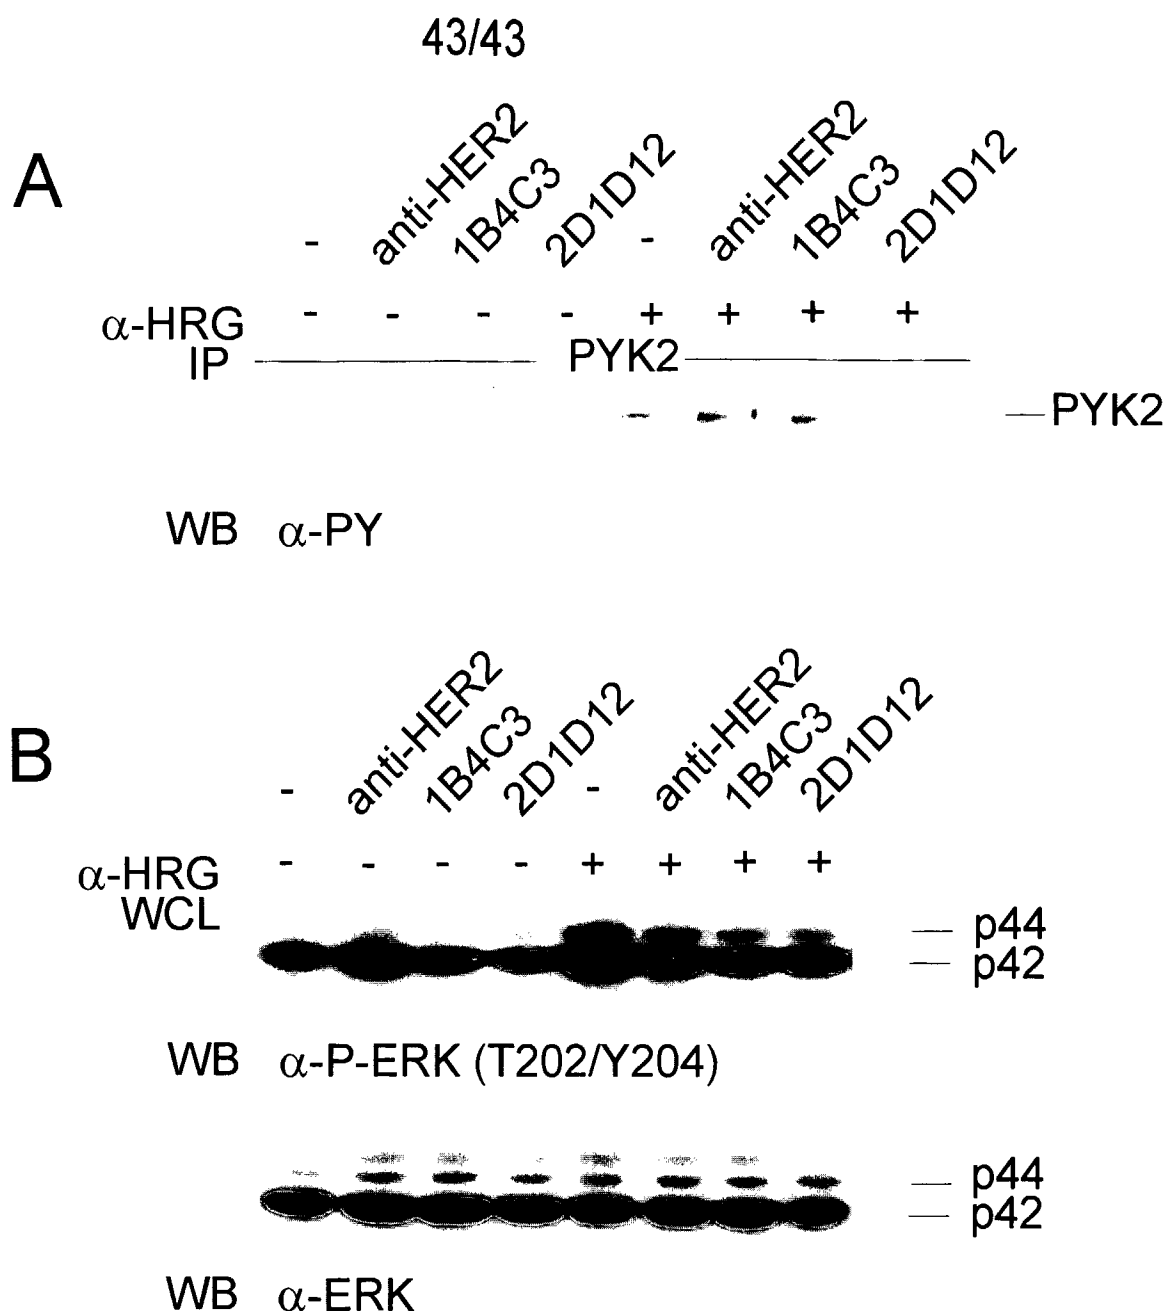 43/43
A
- anti-HER2 1B4C3 2D1D12 - anti-HER2 1B4C3 2D1D12
α-HRG - - - - + + + +
IP PYK2
PYK2
WB α-PY
B
- anti-HER2 1B4C3 2D1D12 - anti-HER2 1B4C3 2D1D12
α-HRG - - - - + + + +
WCL
p44
p42
WB α-P-ERK (T202/Y204)
p44
p42
WB α-ERK